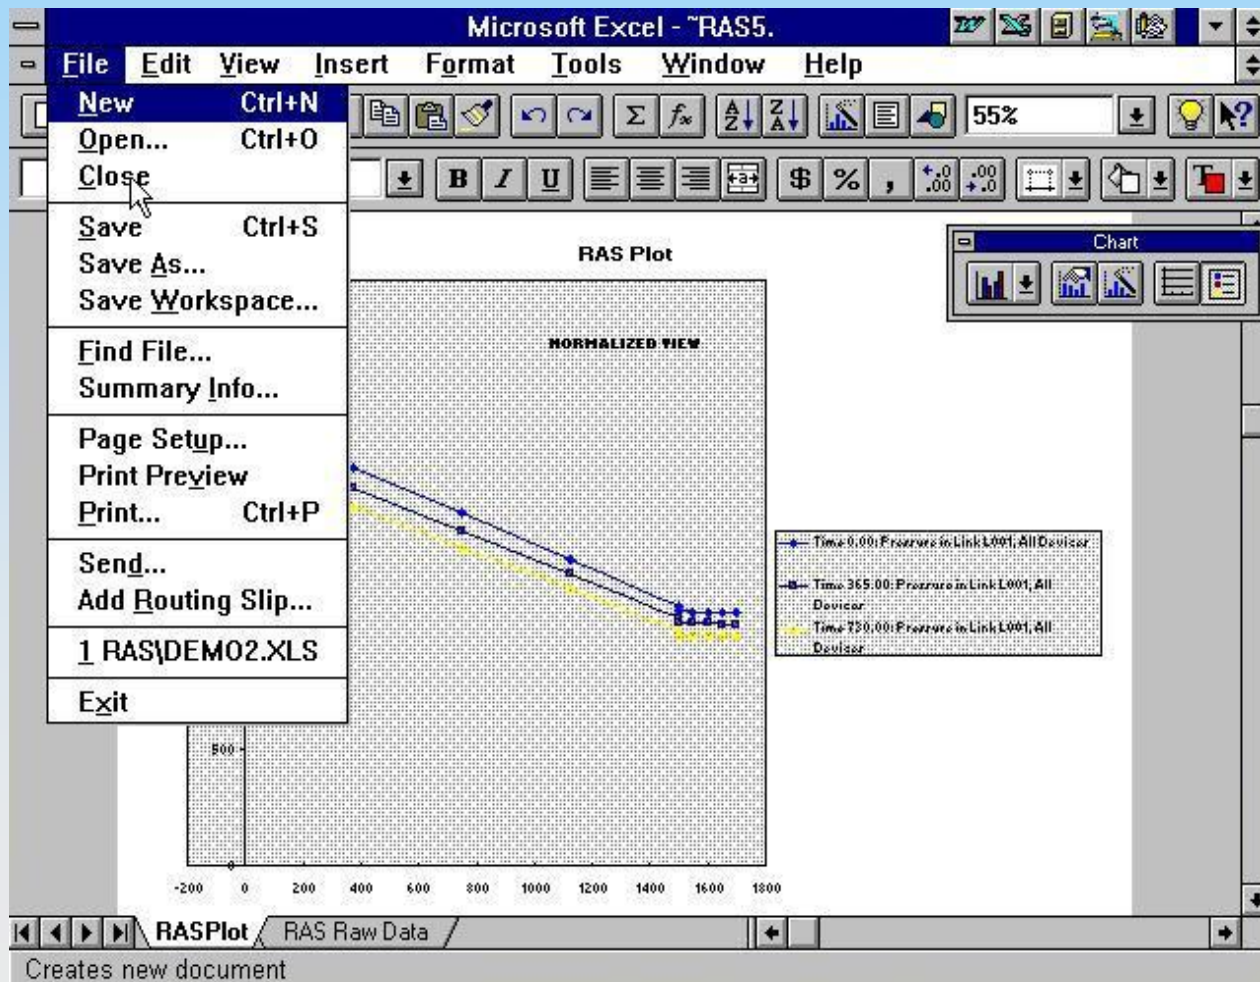 Microsoft Excel - ~RAS5.
File Edit View Insert Format Tools Window Help
New Ctrl+N
Open... Ctrl+O
Close
Save Ctrl+S
Save As...
Save Workspace...
Find File...
Summary Info...
Page Setup...
Print Preview
Print... Ctrl+P
Send...
Add Routing Slip...
1 RAS\DEMO2.XLS
Exit
55%
B I U $ % ,
RAS Plot
Chart
NORMALIZED VIEW
Time 0.00: Pressure in Link L001, All Devices
Time 365.00: Pressure in Link L001, All
Devices
Time 730.00: Pressure in Link L001, All
Devices
500
0
-200 0 200 400 600 800 1000 1200 1400 1600 1800
RASPlot RAS Raw Data
Creates new document